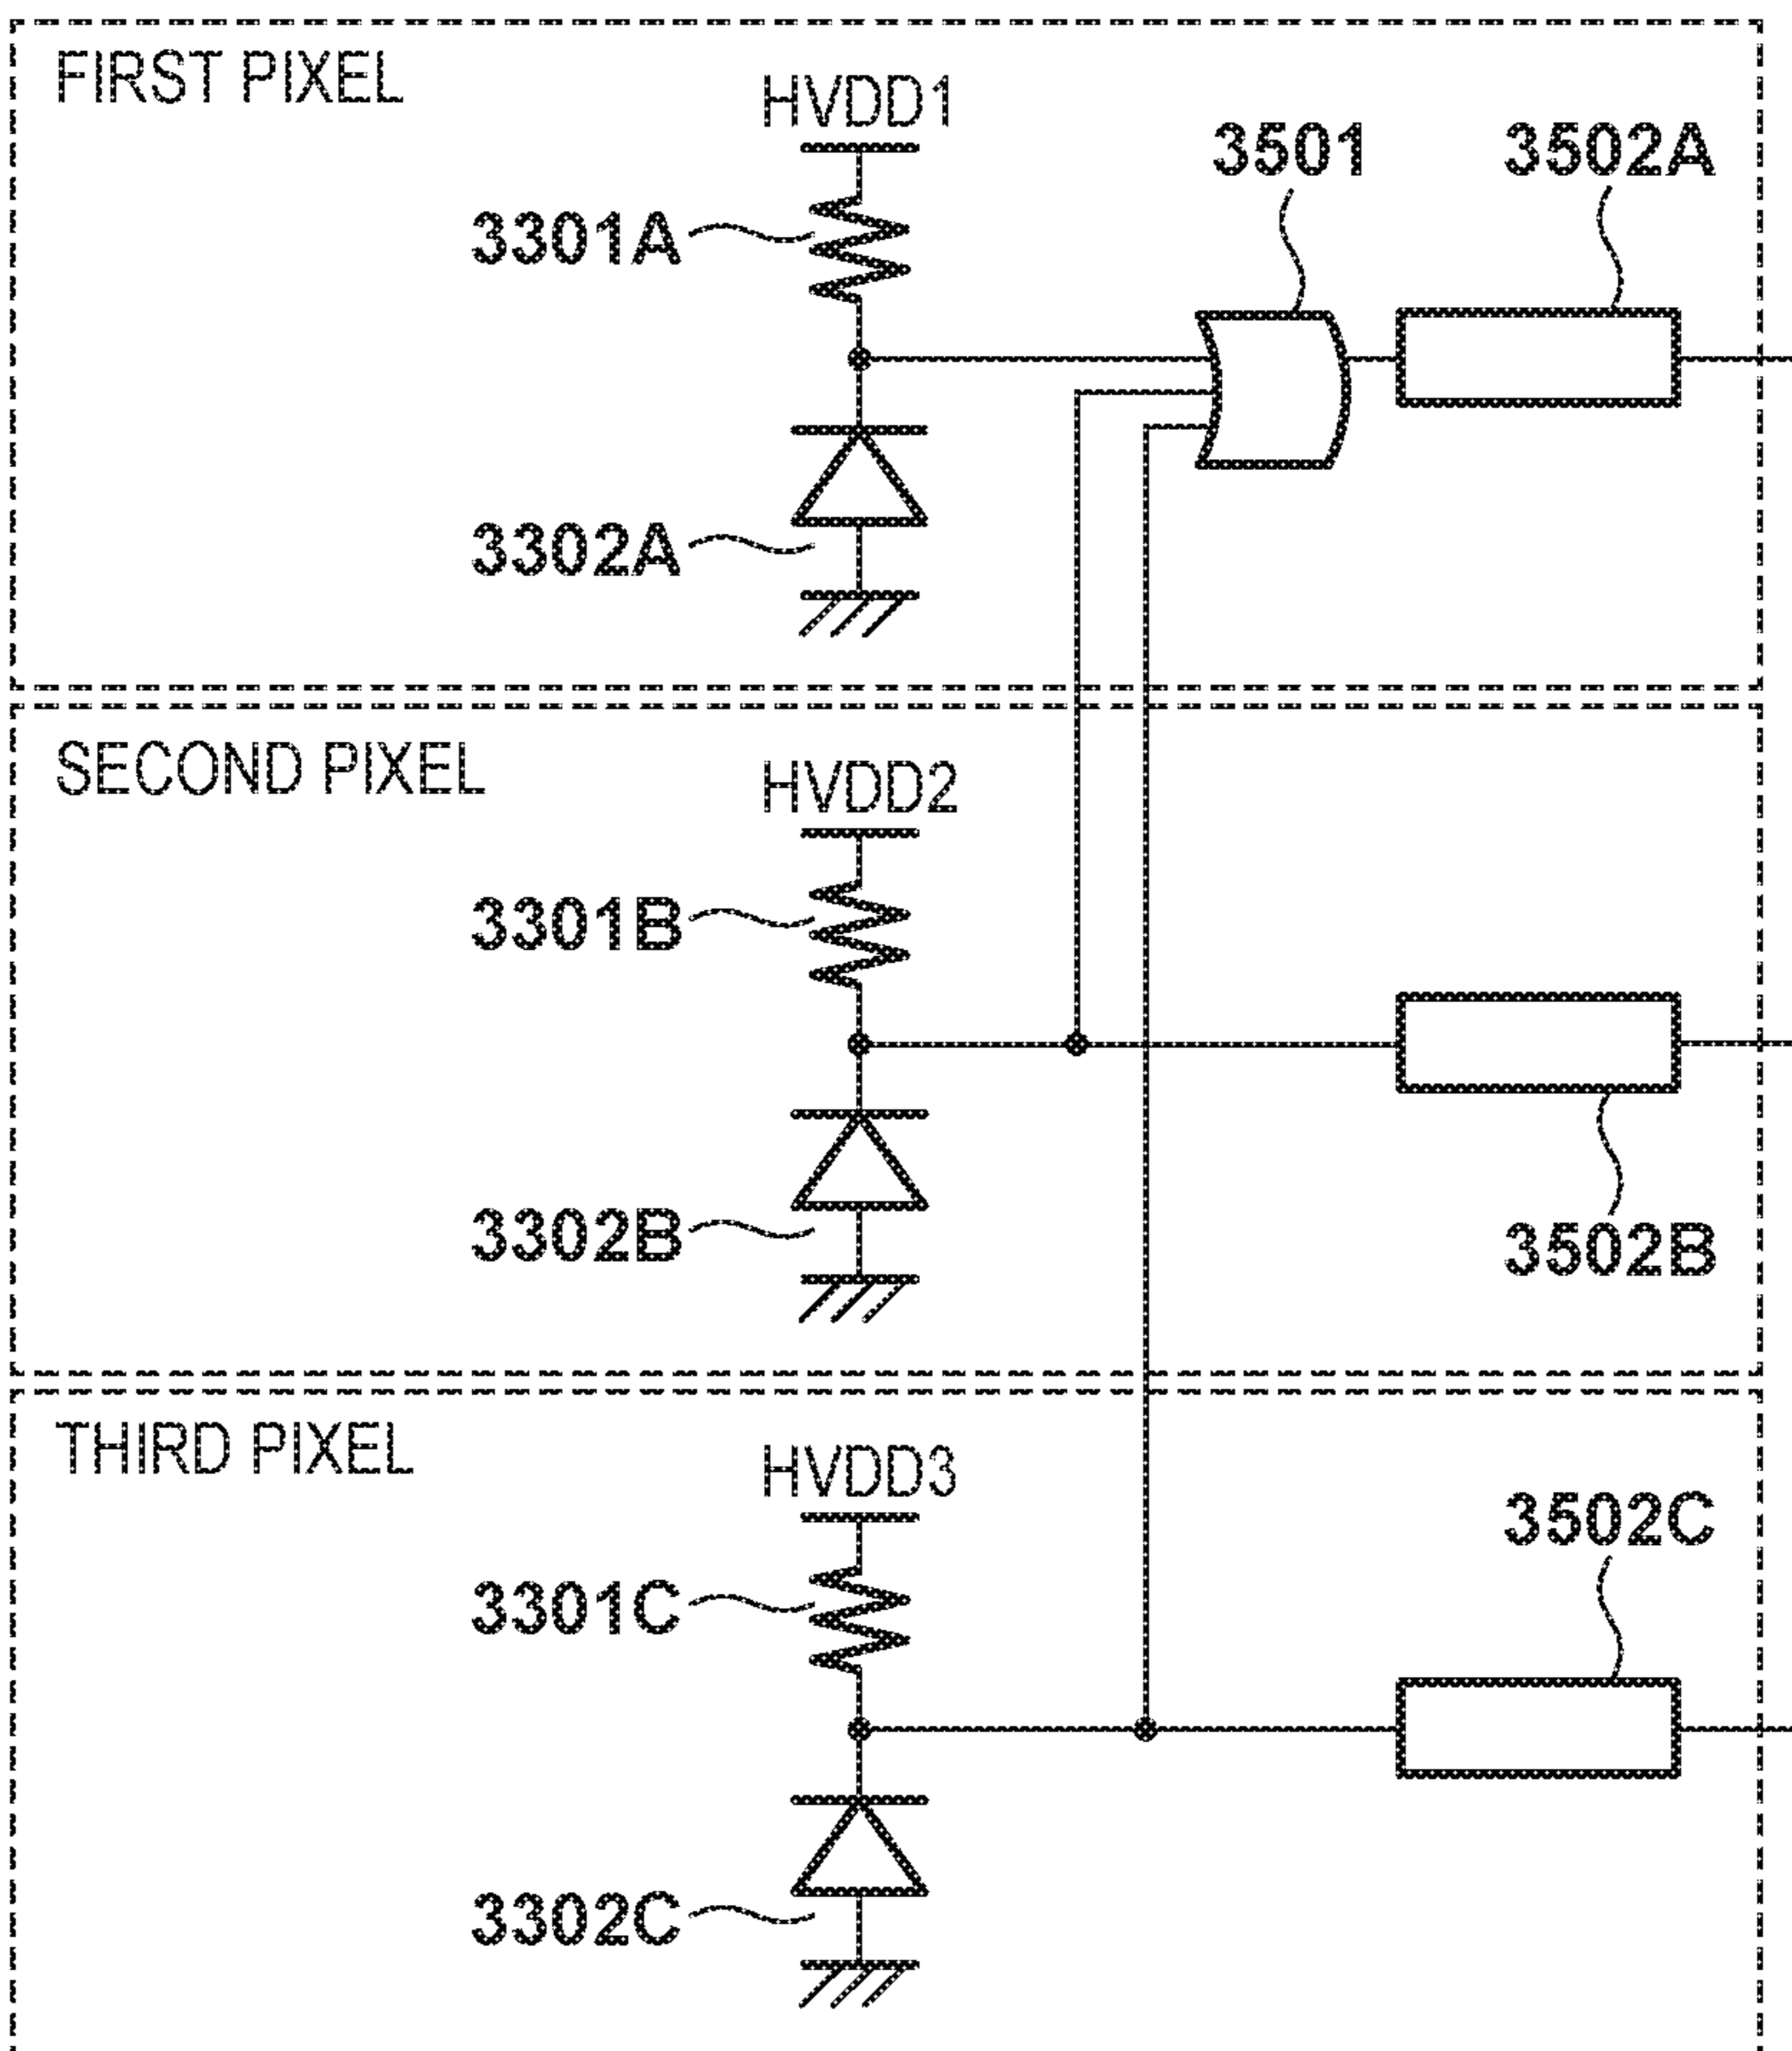 FIRST PIXEL
HVDD1
3501
3502A
3301A
3302A
SECOND PIXEL
HVDD2
3301B
3302B
3502B
THIRD PIXEL
HVDD3
3502C
3301C
3302C